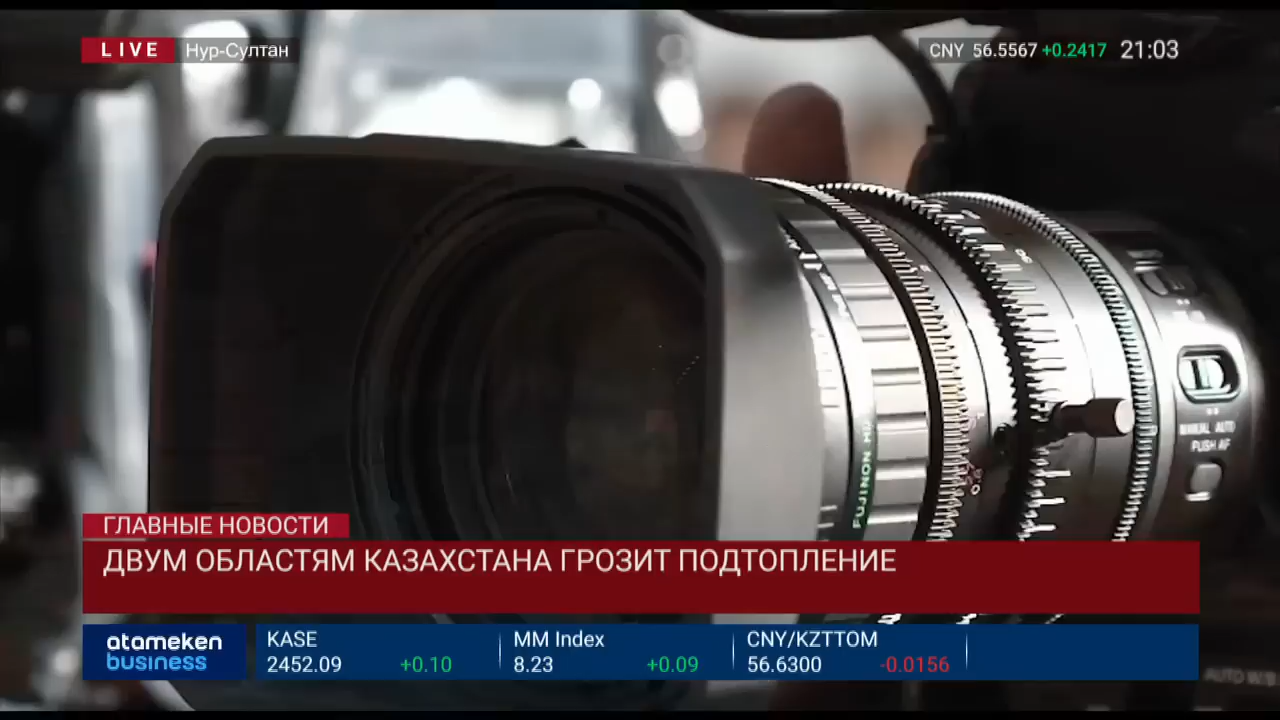 LIVE Нур-Султан
CNY 56.5567 +0.2417 21:03
FUJINON
MANUAL AUTO
PUSH AF
ГЛАВНЫЕ НОВОСТИ
ДВУМ ОБЛАСТЯМ КАЗАХСТАНА ГРОЗИТ ПОДТОПЛЕНИЕ
atameken
business
KASE
2452.09 +0.10
MM Index
8.23 +0.09
CNY/KZTTOM
56.6300 -0.0156
AUTO W/B